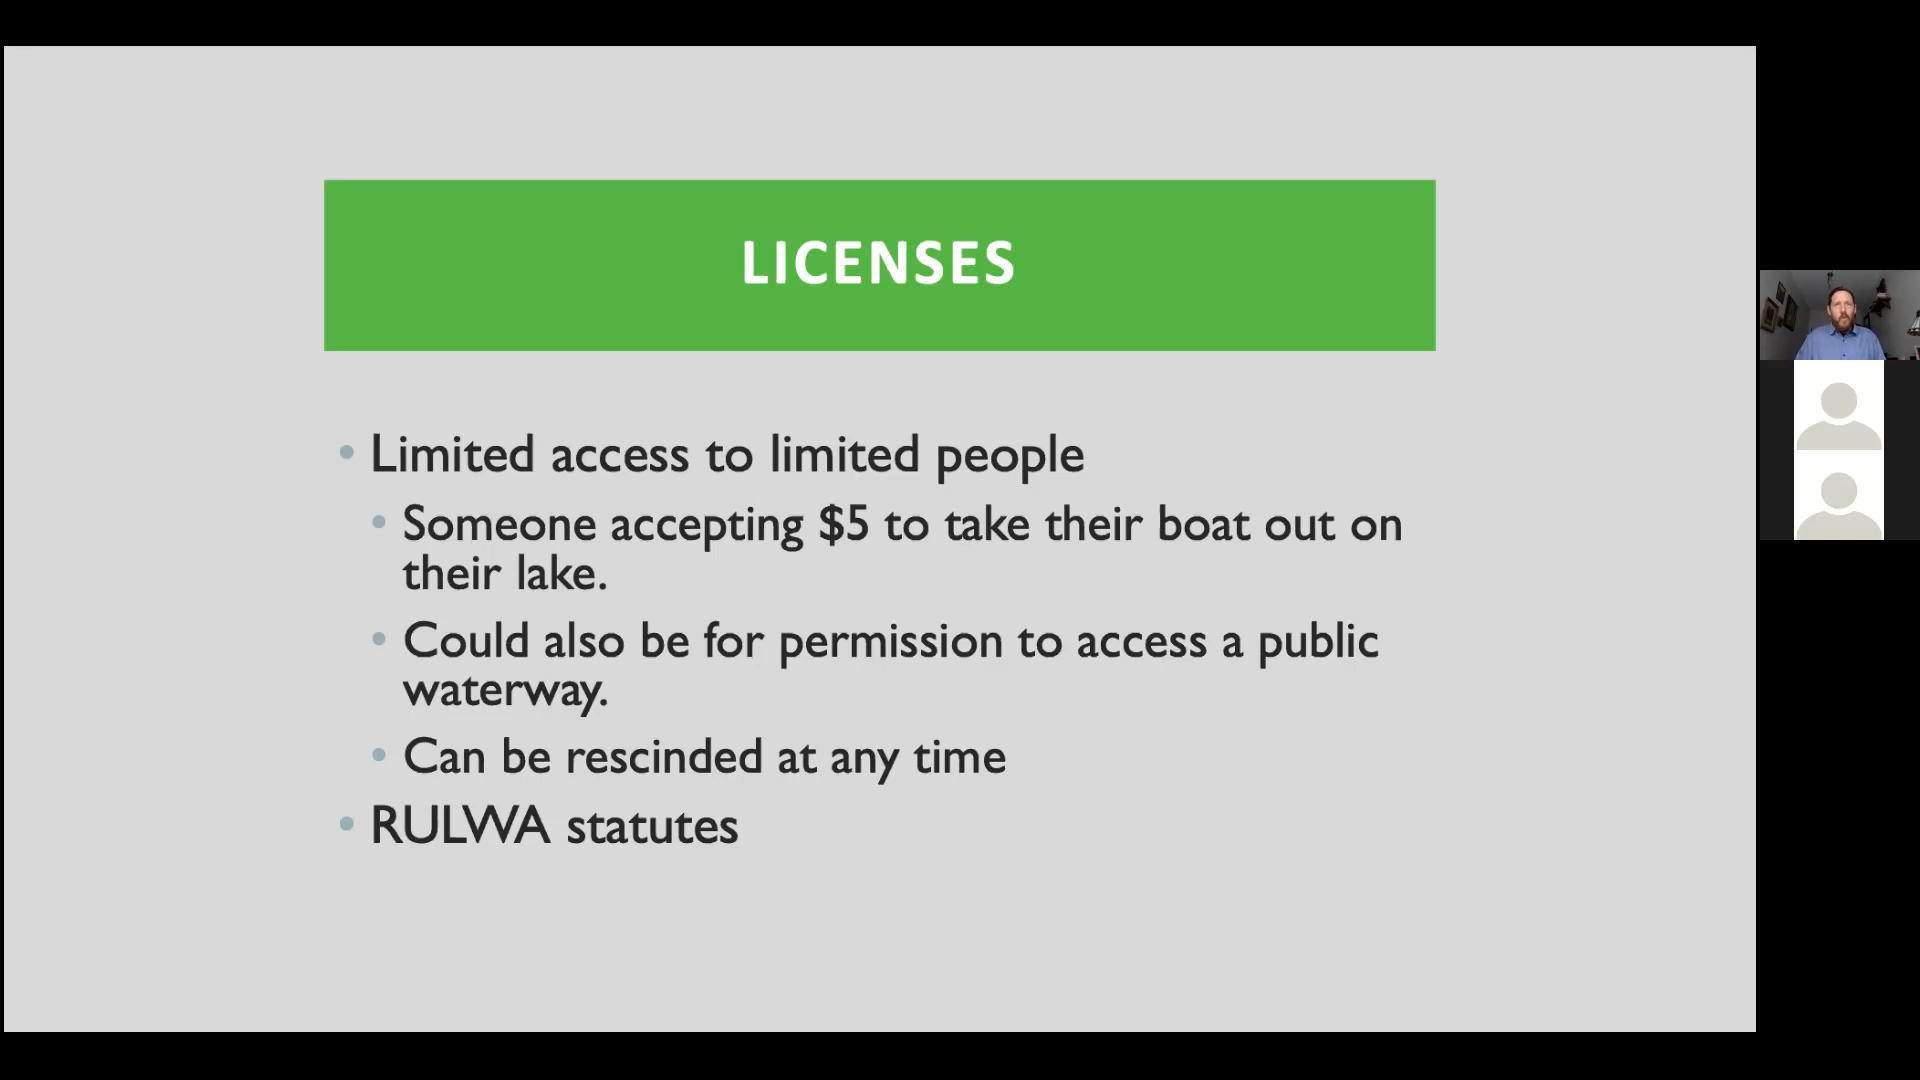 LICENSES
Limited access to limited people
Someone accepting $5 to take their boat out on
their lake.
Could also be for permission to access a public
waterway.
Can be rescinded at any time
RULWA statutes